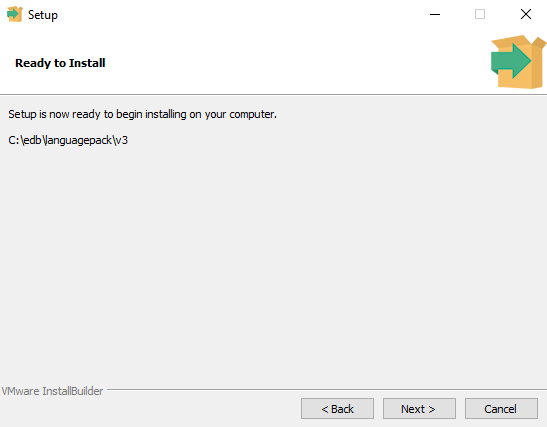 Setup
Ready to Install
Setup is now ready to begin installing on your computer.
C:\edb\languagepack\v3
VMware InstallBuilder
< Back
Next >
Cancel